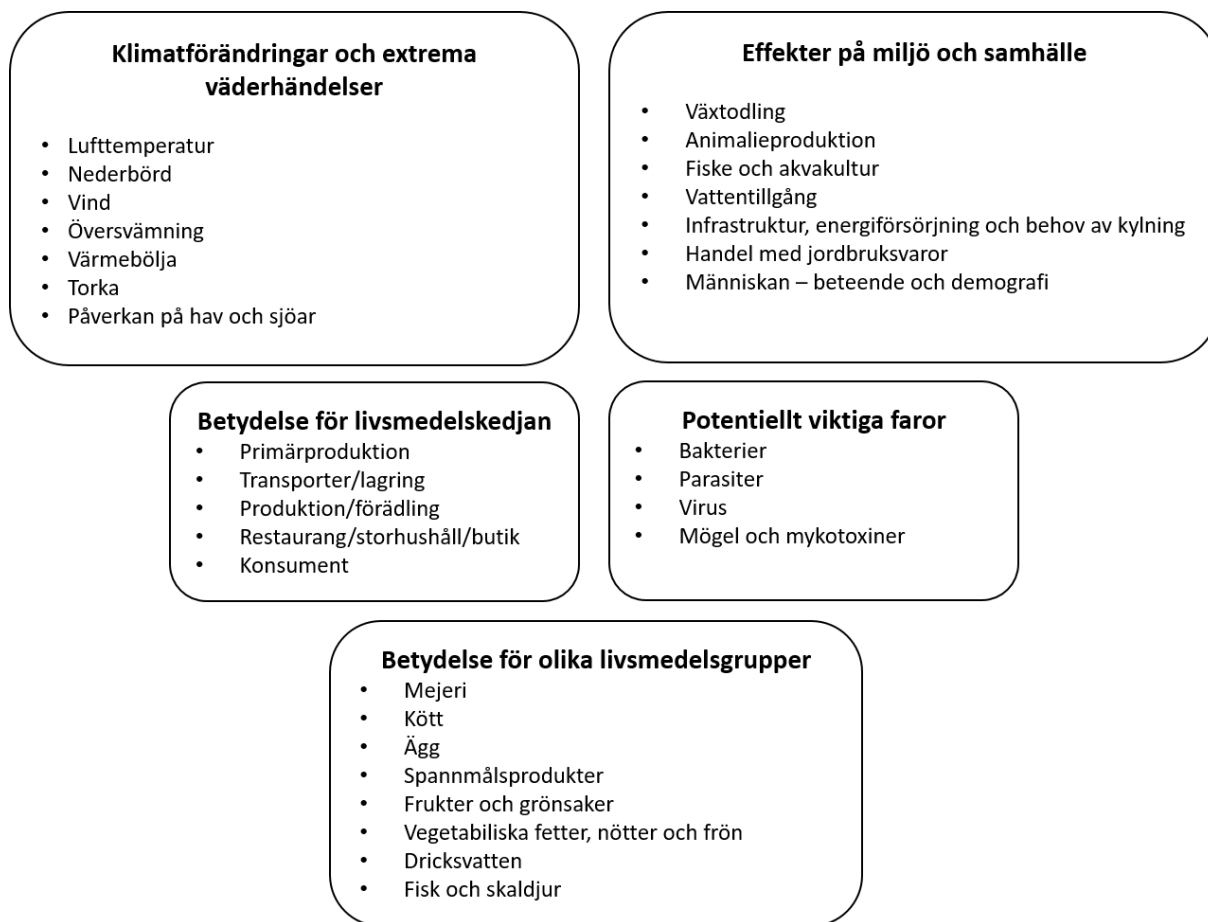 Klimatförändringar och extrema
väderhändelser
• Lufttemperatur
• Nederbörd
• Vind
• Översvämning
• Värmebölja
• Torka
• Påverkan på hav och sjöar
Effekter på miljö och samhälle
• Växtodling
• Animalieproduktion
• Fiske och akvakultur
• Vattentillgång
• Infrastruktur, energiförsörjning och behov av kylning
• Handel med jordbruksvaror
• Människan – beteende och demografi
Betydelse för livsmedelskedjan
• Primärproduktion
• Transporter/lagring
• Produktion/förädling
• Restaurang/storhushåll/butik
• Konsument
Potentiellt viktiga faror
• Bakterier
• Parasiter
• Virus
• Mögel och mykotoxiner
Betydelse för olika livsmedelsgrupper
• Mejeri
• Kött
• Ägg
• Spannmålsprodukter
• Frukter och grönsaker
• Vegetabiliska fetter, nötter och frön
• Dricksvatten
• Fisk och skaldjur